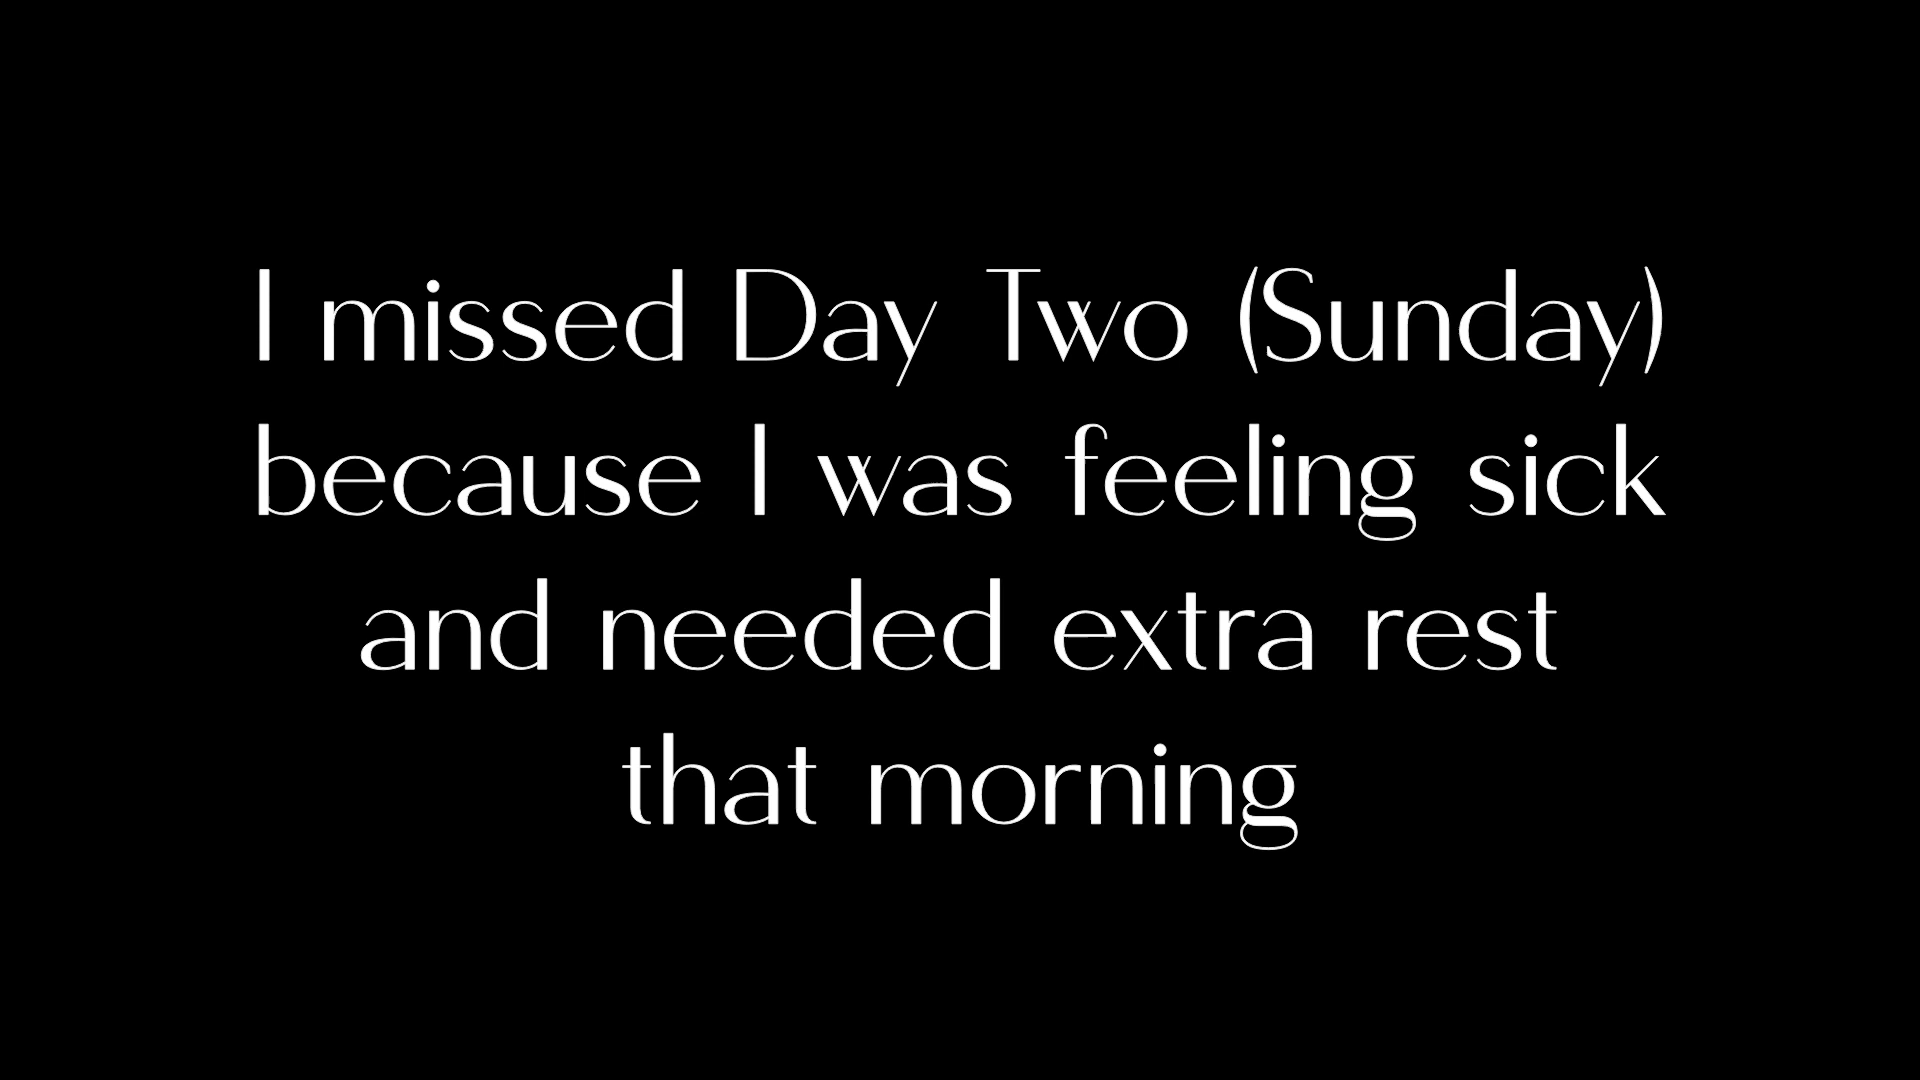 I missed Day Two (Sunday)
because I was feeling sick
and needed extra rest
that morning